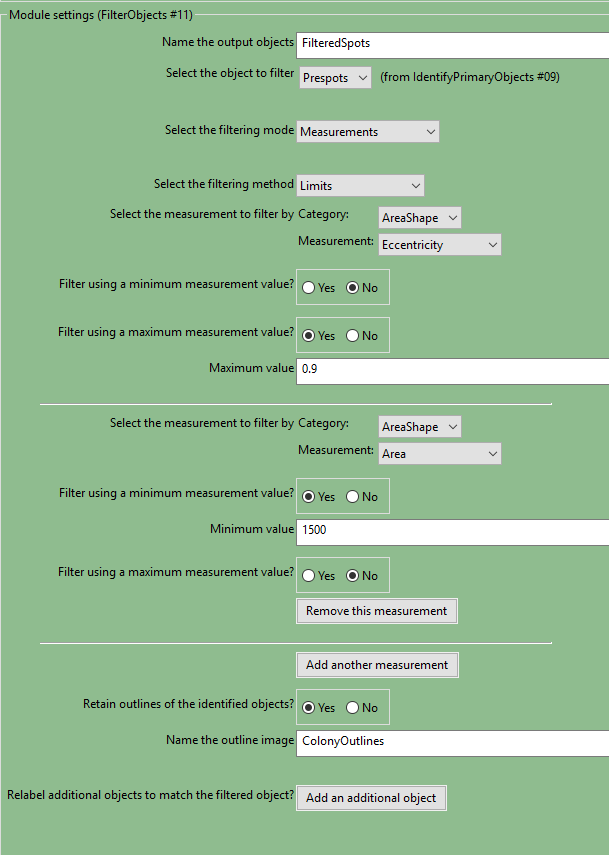 Module settings (FilterObjects #11)
Name the output objects FilteredSpots
Select the object to filter Prespots (from IdentifyPrimaryObjects #09)
Select the filtering mode Measurements
Select the filtering method Limits
Select the measurement to filter by Category: AreaShape
Measurement: Eccentricity
Filter using a minimum measurement value? Yes No
Filter using a maximum measurement value? Yes No
Maximum value 0.9
Select the measurement to filter by Category: AreaShape
Measurement: Area
Filter using a minimum measurement value? Yes No
Minimum value 1500
Filter using a maximum measurement value? Yes No
Remove this measurement
Add another measurement
Retain outlines of the identified objects? Yes No
Name the outline image ColonyOutlines
Relabel additional objects to match the filtered object? Add an additional object